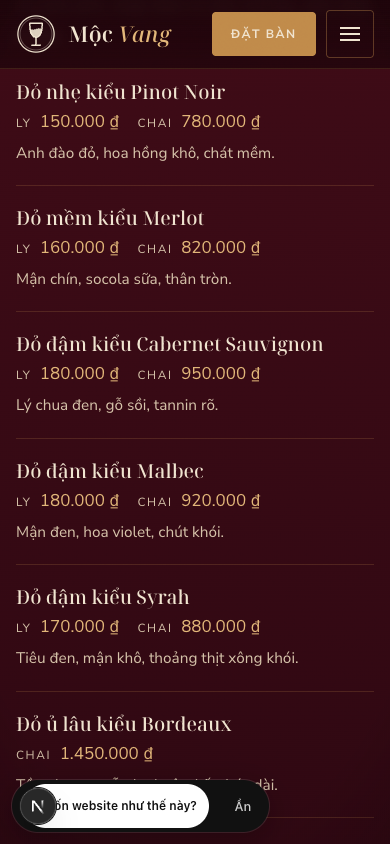 Mộc Vang
ĐẶT BÀN
Đỏ nhẹ kiểu Pinot Noir
LY 150.000 ₫ CHAI 780.000 ₫
Anh đào đỏ, hoa hồng khô, chát mềm.
Đỏ mềm kiểu Merlot
LY 160.000 ₫ CHAI 820.000 ₫
Mận chín, socola sữa, thân tròn.
Đỏ đậm kiểu Cabernet Sauvignon
LY 180.000 ₫ CHAI 950.000 ₫
Lý chua đen, gỗ sồi, tannin rõ.
Đỏ đậm kiểu Malbec
LY 180.000 ₫ CHAI 920.000 ₫
Mận đen, hoa violet, chút khói.
Đỏ đậm kiểu Syrah
LY 170.000 ₫ CHAI 880.000 ₫
Tiêu đen, mận khô, thoảng thịt xông khói.
Đỏ ủ lâu kiểu Bordeaux
CHAI 1.450.000 ₫
dài.
N website như thế này? Ẩn